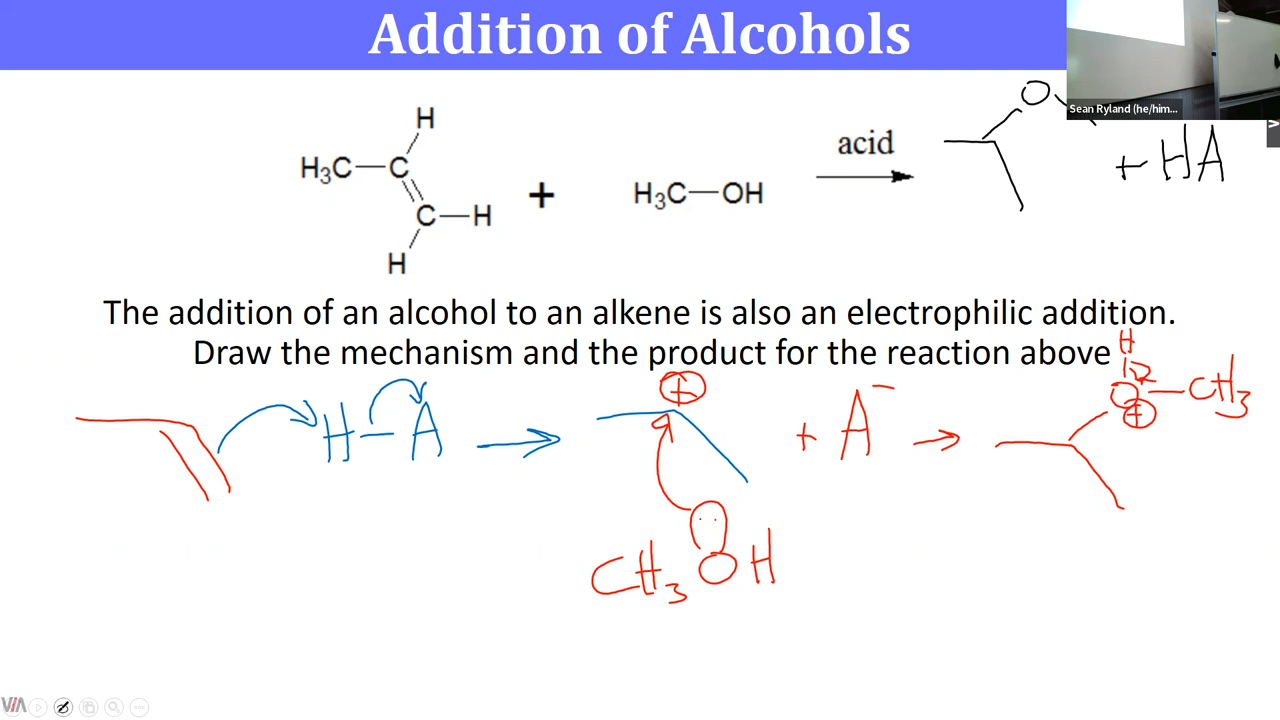 Addition of Alcohols
Sean Ryland (he/him...
H
H₃C—C
C—H
H
+
H₃C—OH
acid
O
+ HA
The addition of an alcohol to an alkene is also an electrophilic addition.
Draw the mechanism and the product for the reaction above
H—A
+
+ A⁻
CH₃OH
H
O—CH₃
+
VIA